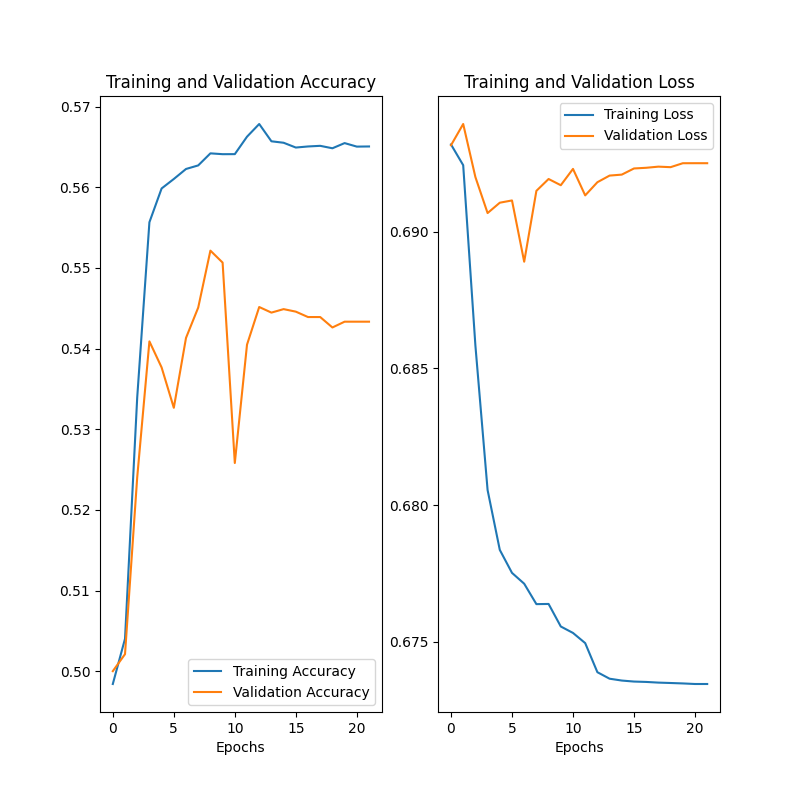 Training and Validation Accuracy
0.57
0.56
0.55
0.54
0.53
0.52
0.51
0.50
Training Accuracy
Validation Accuracy
0 5 10 15 20
Epochs
Training and Validation Loss
Training Loss
Validation Loss
0.690
0.685
0.680
0.675
0 5 10 15 20
Epochs